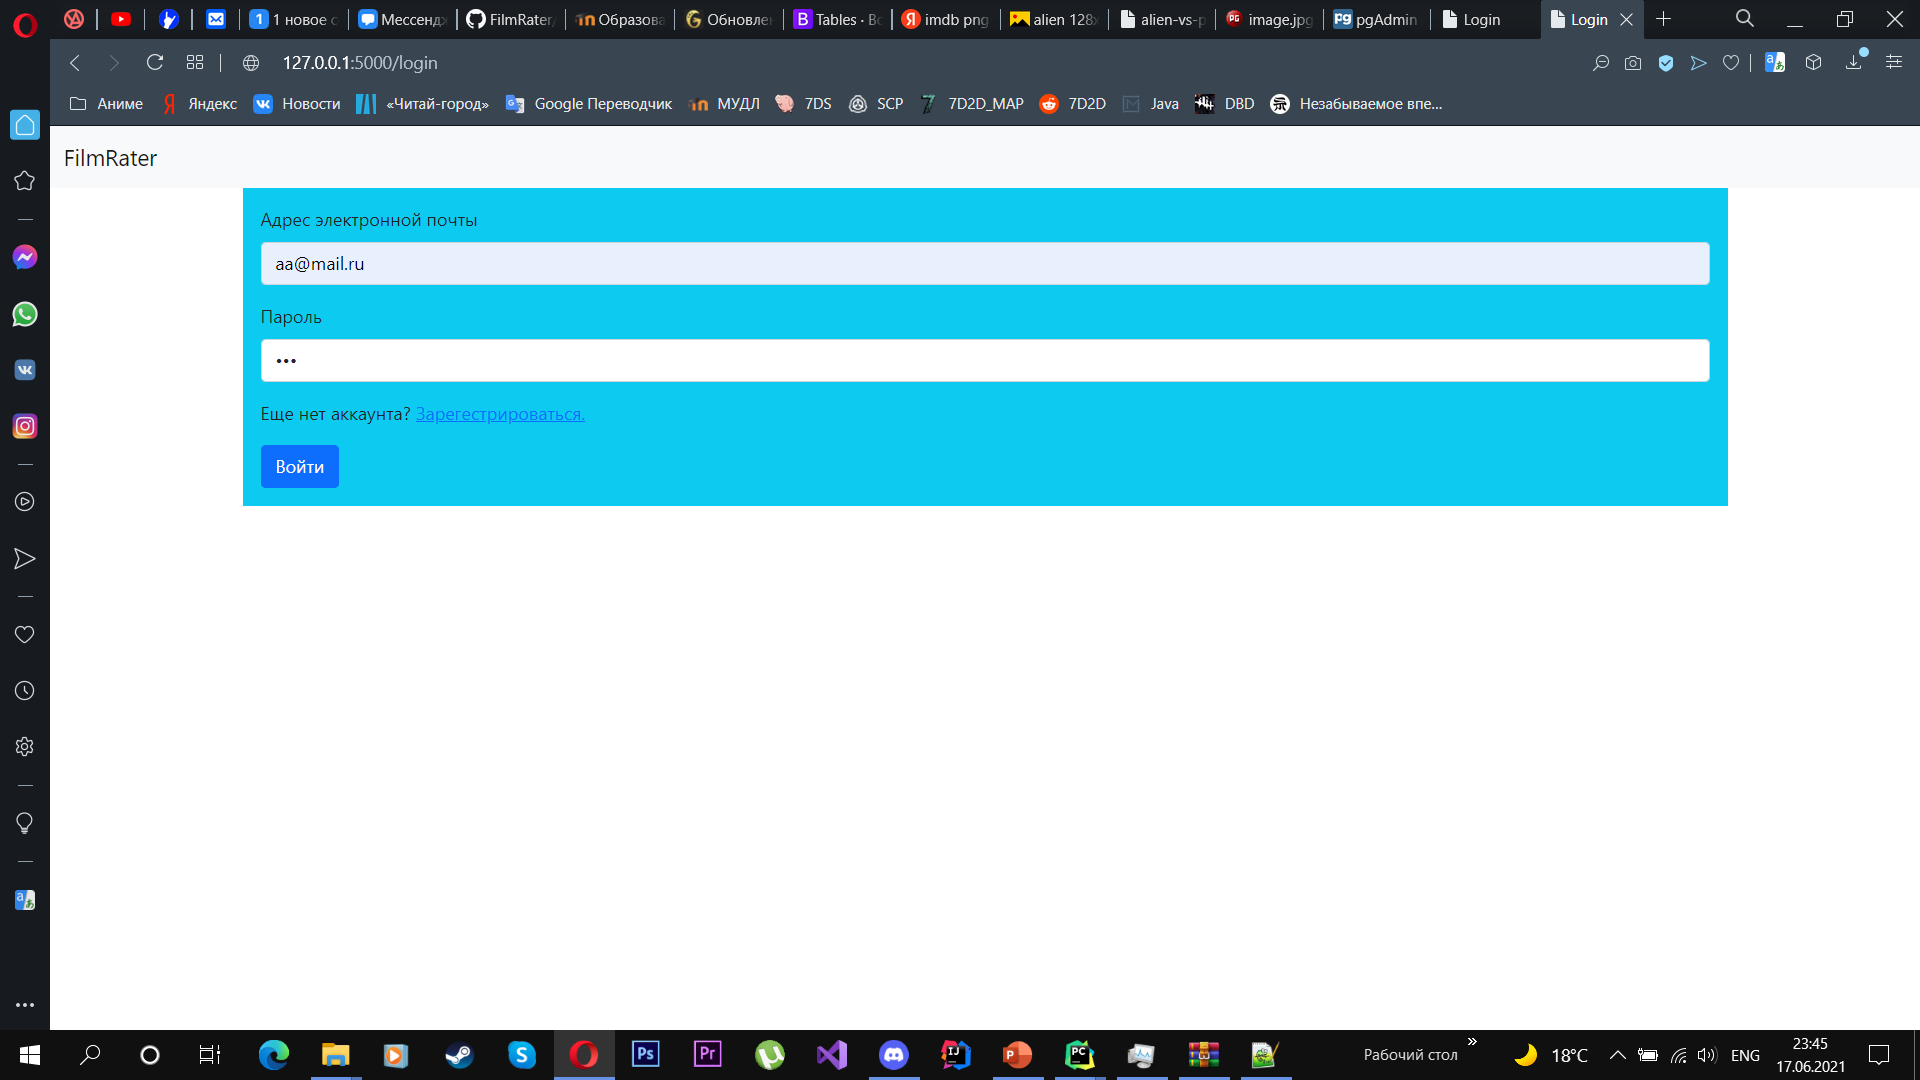 1 новое с
Мессендж
FilmRater/
Образова
Обновле
Tables · Bo
imdb png
alien 128x
alien-vs-p
image.jpg
pgAdmin
Login
Login
127.0.0.1:5000/login
Аниме
Яндекс
Новости
«Читай-город»
Google Переводчик
МУДЛ
7DS
SCP
7D2D_MAP
7D2D
Java
DBD
Незабываемое впе...
FilmRater
Адрес электронной почты
aa@mail.ru
Пароль
•••
Еще нет аккаунта? Зарегестрироваться.
Войти
Рабочий стол
18°C
ENG
23:45
17.06.2021